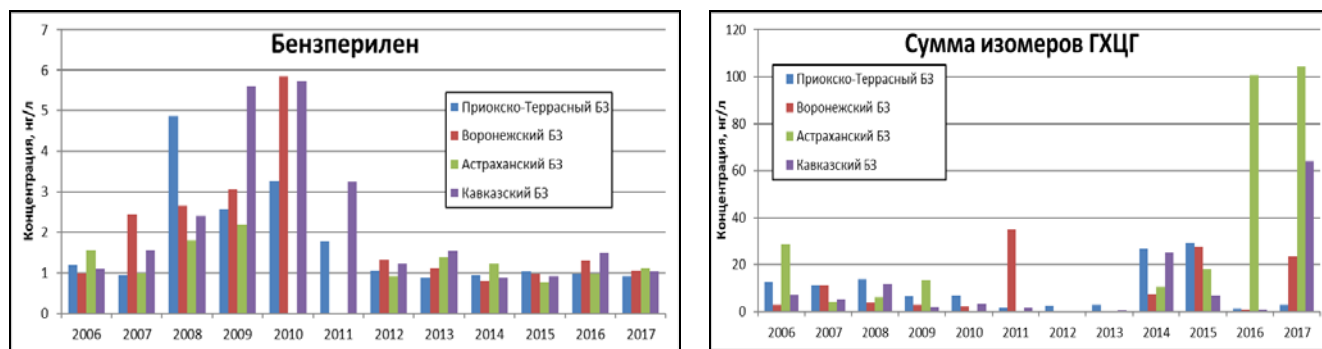 Бензперилен
Концентрация, нг/л
7
6
5
4
3
2
1
0
Приокско-Террасный БЗ
Воронежский БЗ
Астраханский БЗ
Кавказский БЗ
2006 2007 2008 2009 2010 2011 2012 2013 2014 2015 2016 2017
Сумма изомеров ГХЦГ
Концентрация, нг/л
120
100
80
60
40
20
0
Приокско-Террасный БЗ
Воронежский БЗ
Астраханский БЗ
Кавказский БЗ
2006 2007 2008 2009 2010 2011 2012 2013 2014 2015 2016 2017